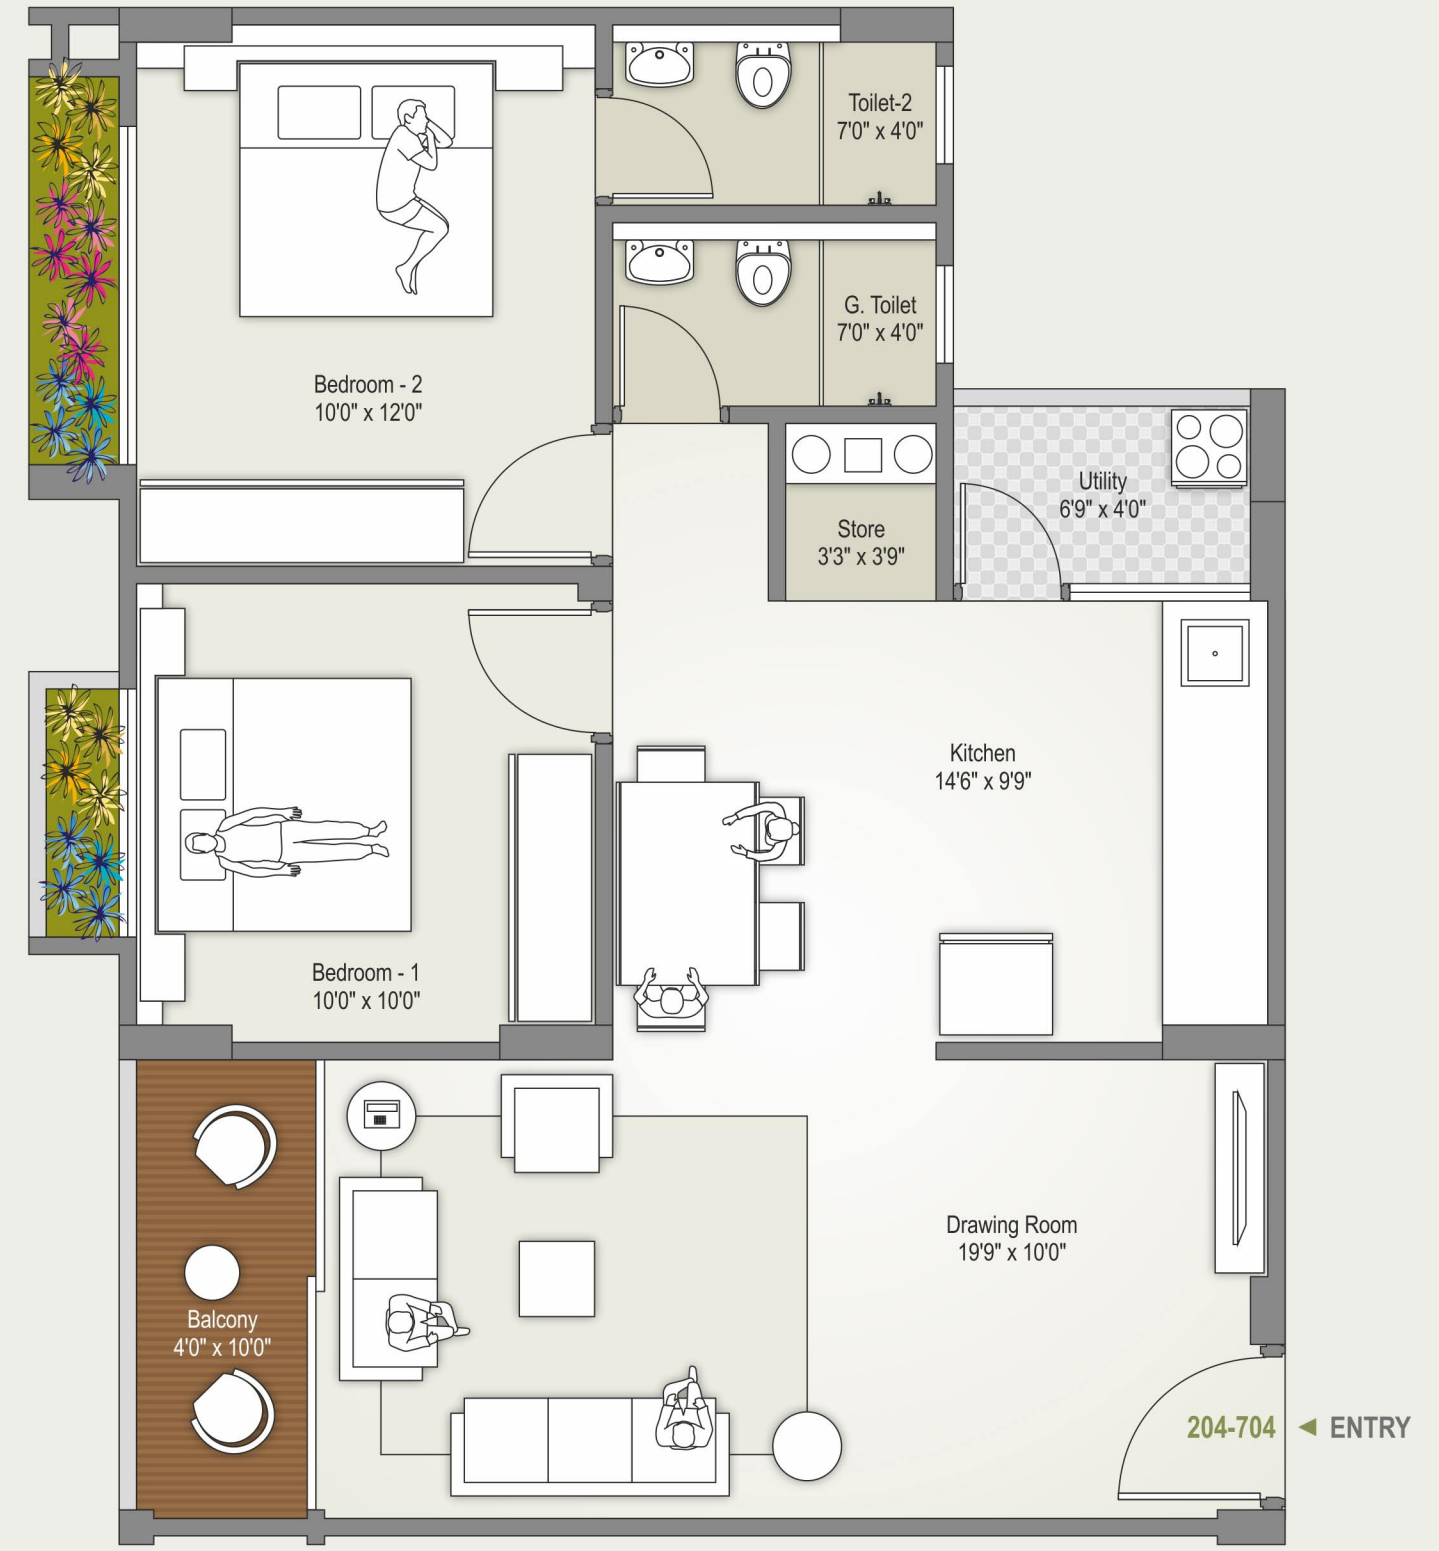 Toilet-2
7'0" x 4'0"
G. Toilet
7'0" x 4'0"
Bedroom - 2
10'0" x 12'0"
Utility
6'9" x 4'0"
Store
3'3" x 3'9"
Kitchen
14'6" x 9'9"
Bedroom - 1
10'0" x 10'0"
Drawing Room
19'9" x 10'0"
Balcony
4'0" x 10'0"
204-704 ◄ ENTRY